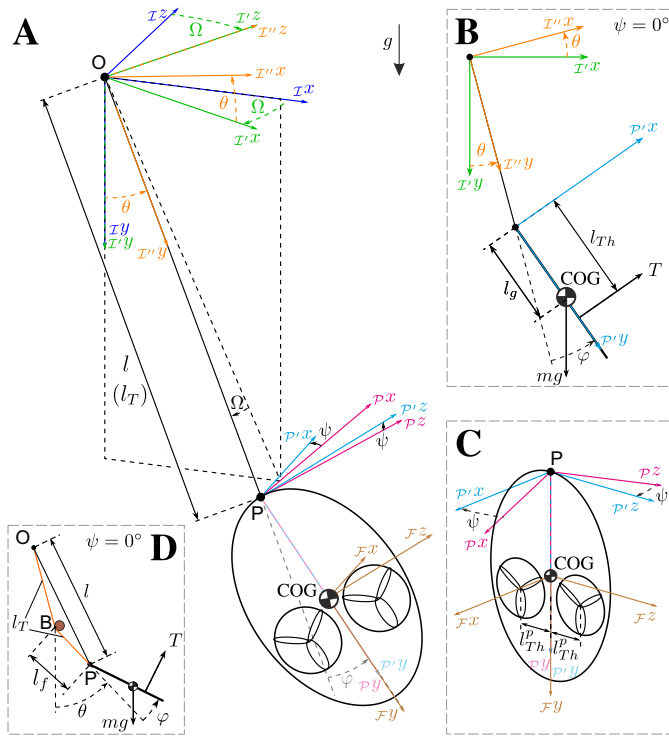 A
𝓘z
Ω
𝓘′z
𝓘″z
g
O
𝓘″x
𝓘x
θ
Ω
𝓘′x
θ
𝓘y
𝓘′y
𝓘″y
l
(l_T)
Ω
𝒫x
𝒫′z
𝒫′x
ψ
𝒫z
ψ
P
COG
𝓕x
𝓕z
φ
𝒫′y
𝒫y
𝓕y
B
ψ = 0°
𝓘″x
θ
𝓘′x
𝓘′y
θ
𝓘″y
𝒫′x
l_Th
T
COG
l_g
𝒫′y
φ
mg
C
P
𝒫z
𝒫′x
𝒫′z
ψ
ψ
𝒫x
COG
𝓕x
𝓕z
l^p_Th
l^p_Th
𝒫y
𝒫′y
𝓕y
O
ψ = 0°
D
l
l_T
B
T
P
l_f
θ
mg
φ